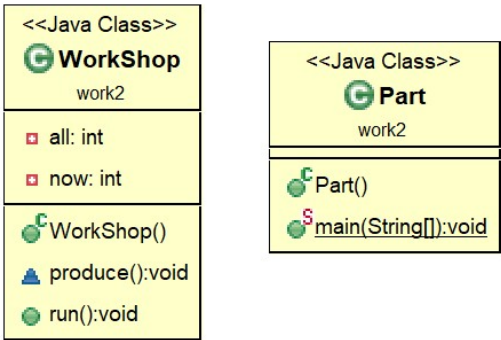 <<Java Class>>
WorkShop
work2
all: int
now: int
WorkShop()
produce():void
run():void
<<Java Class>>
Part
work2
Part()
main(String[]):void